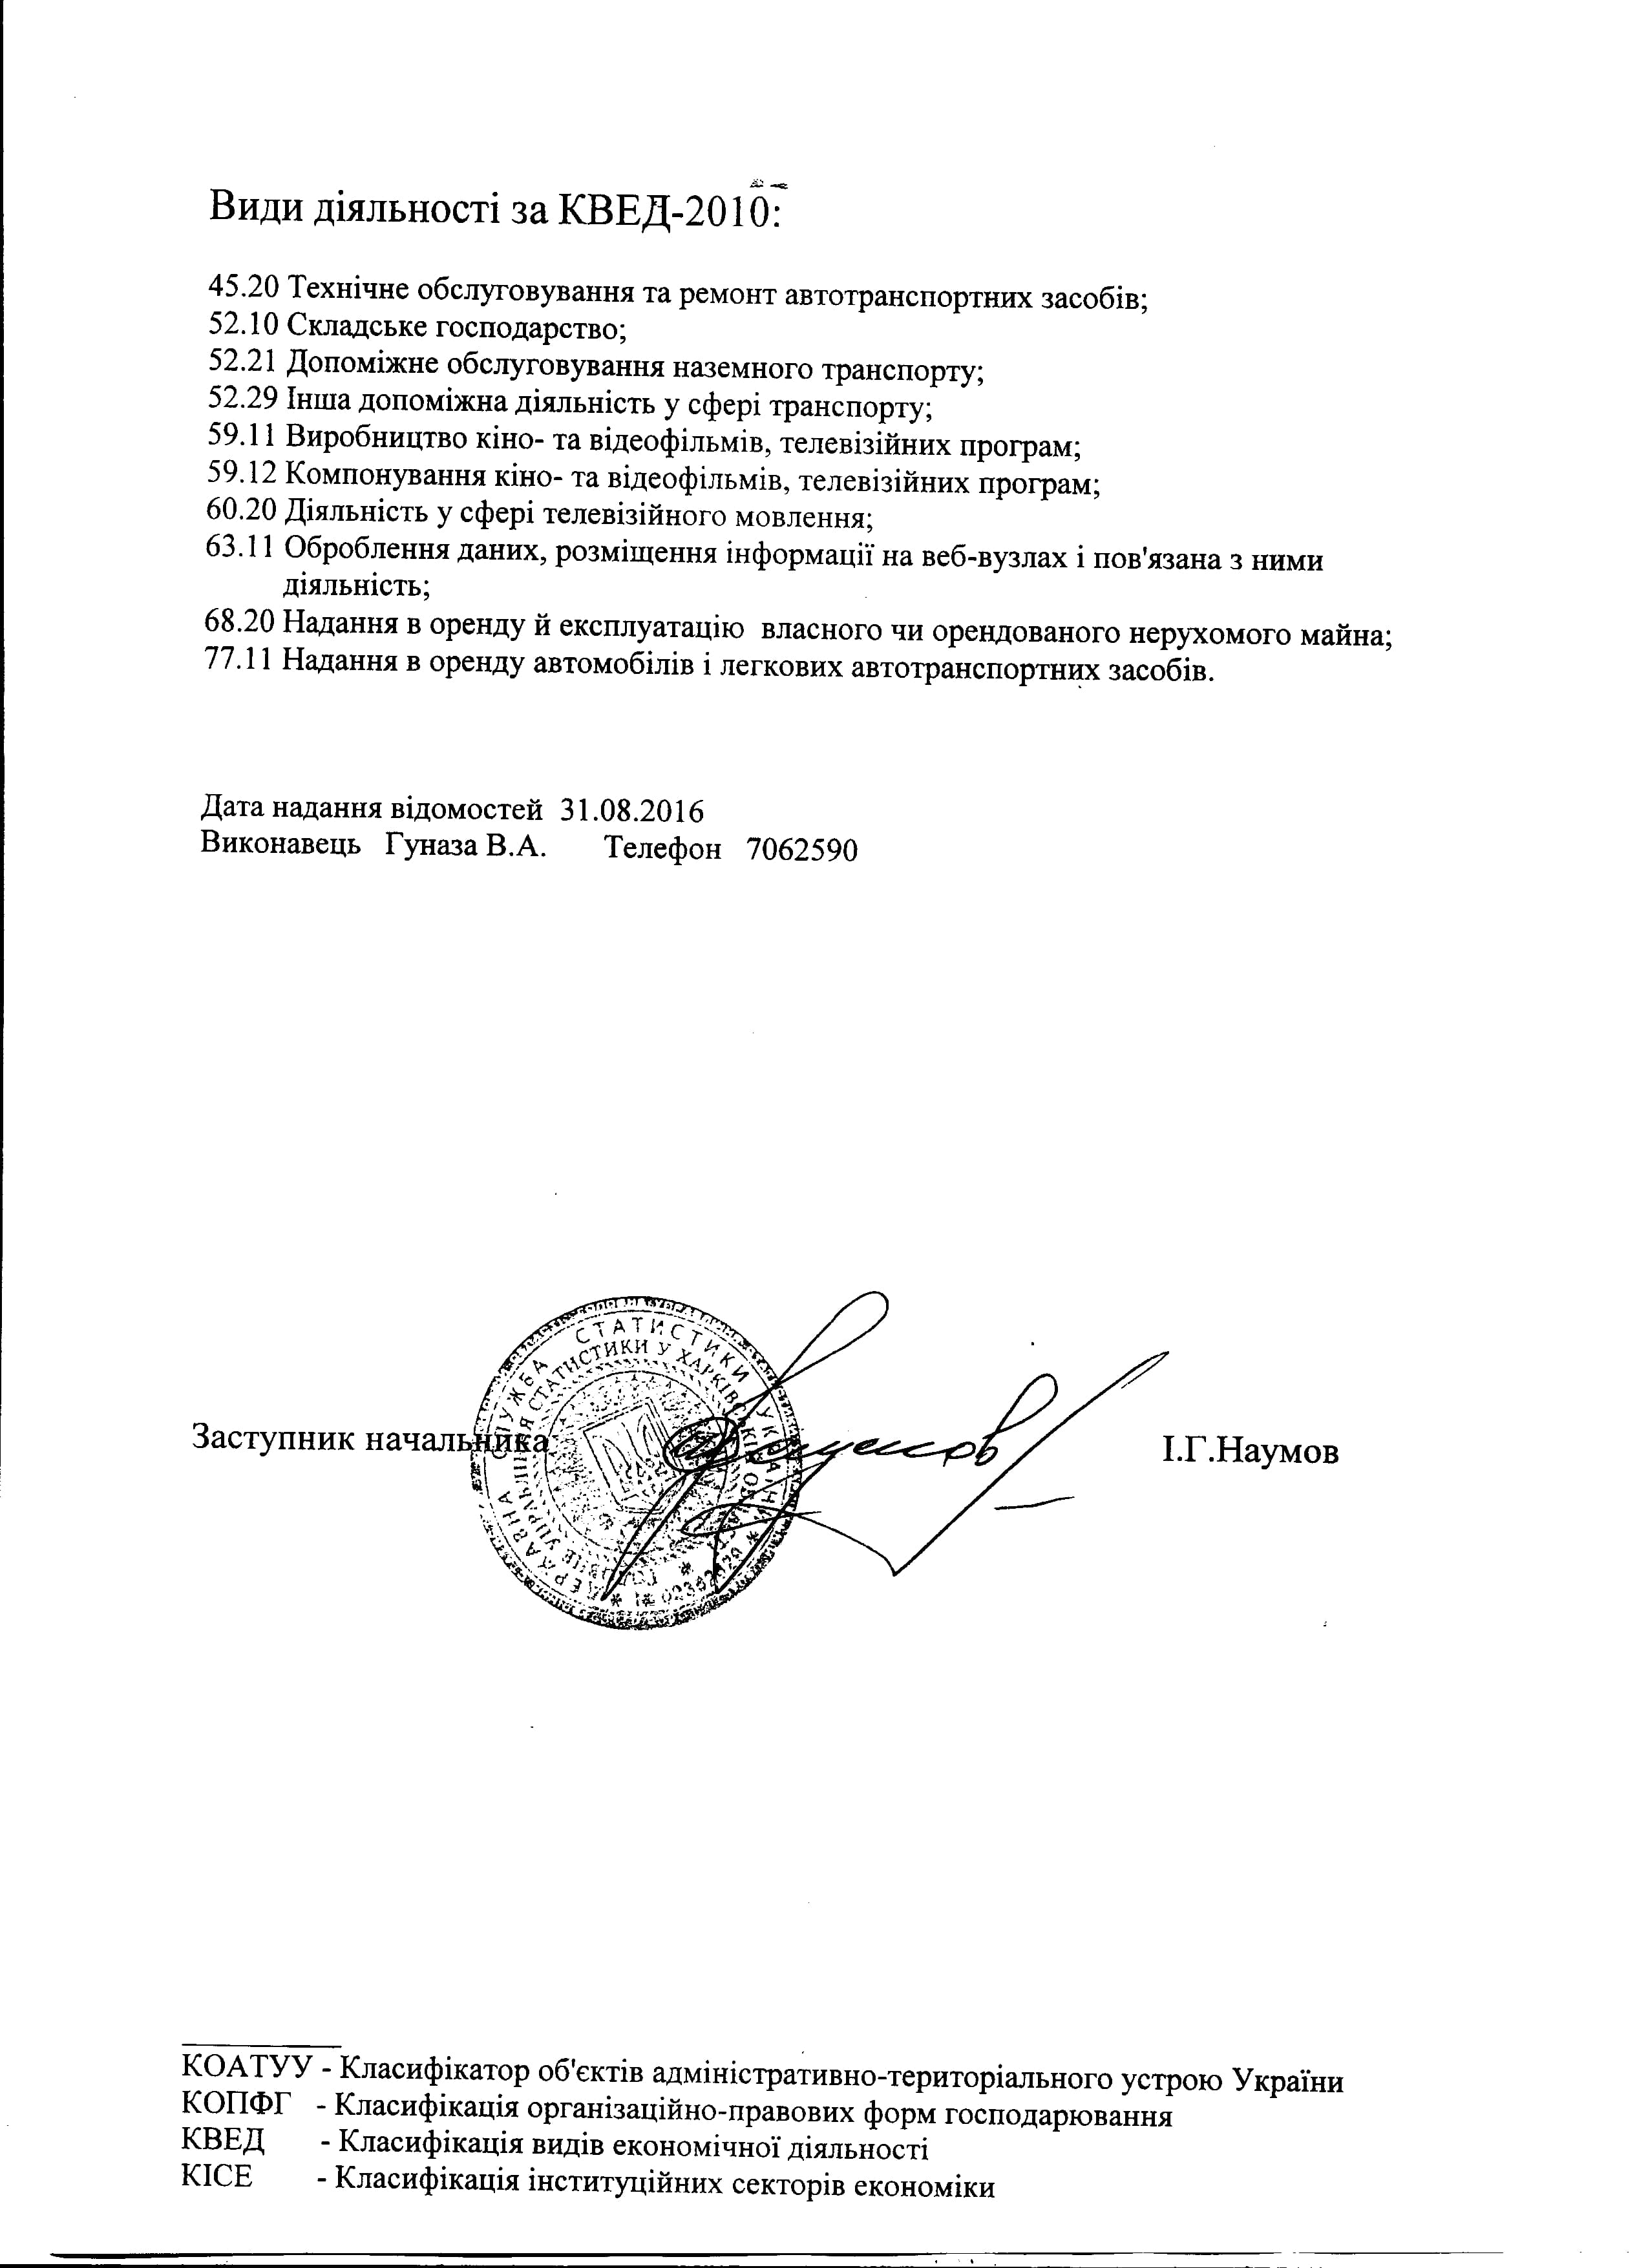 Види діяльності за КВЕД-2010:
45.20 Технічне обслуговування та ремонт автотранспортних засобів;
52.10 Складське господарство;
52.21 Допоміжне обслуговування наземного транспорту;
52.29 Інша допоміжна діяльність у сфері транспорту;
59.11 Виробництво кіно- та відеофільмів, телевізійних програм;
59.12 Компонування кіно- та відеофільмів, телевізійних програм;
60.20 Діяльність у сфері телевізійного мовлення;
63.11 Оброблення даних, розміщення інформації на веб-вузлах і пов'язана з ними
діяльність;
68.20 Надання в оренду й експлуатацію власного чи орендованого нерухомого майна;
77.11 Надання в оренду автомобілів і легкових автотранспортних засобів.
Дата надання відомостей 31.08.2016
Виконавець Гуназа В.А. Телефон 7062590
ДЕРЖАВНА СЛУЖБА СТАТИСТИКИ УКРАЇНИ
УПРАВЛІННЯ СТАТИСТИКИ У ХАРКІВСЬКІЙ
Заступник начальника І.Г.Наумов
КОАТУУ - Класифікатор об'єктів адміністративно-територіального устрою України
КОПФГ - Класифікація організаційно-правових форм господарювання
КВЕД - Класифікація видів економічної діяльності
КІСЕ - Класифікація інституційних секторів економіки